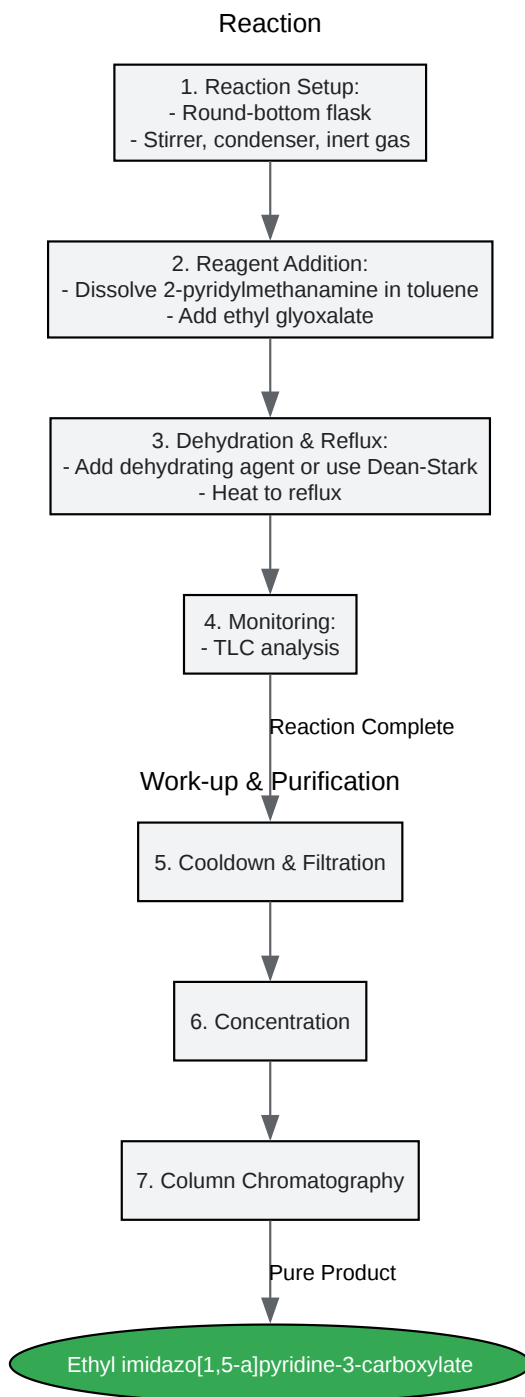 Reaction
1. Reaction Setup:
- Round-bottom flask
- Stirrer, condenser, inert gas
2. Reagent Addition:
- Dissolve 2-pyridylmethanamine in toluene
- Add ethyl glyoxalate
3. Dehydration & Reflux:
- Add dehydrating agent or use Dean-Stark
- Heat to reflux
4. Monitoring:
- TLC analysis
Reaction Complete
Work-up & Purification
5. Cooldown & Filtration
6. Concentration
7. Column Chromatography
Pure Product
Ethyl imidazo[1,5-a]pyridine-3-carboxylate